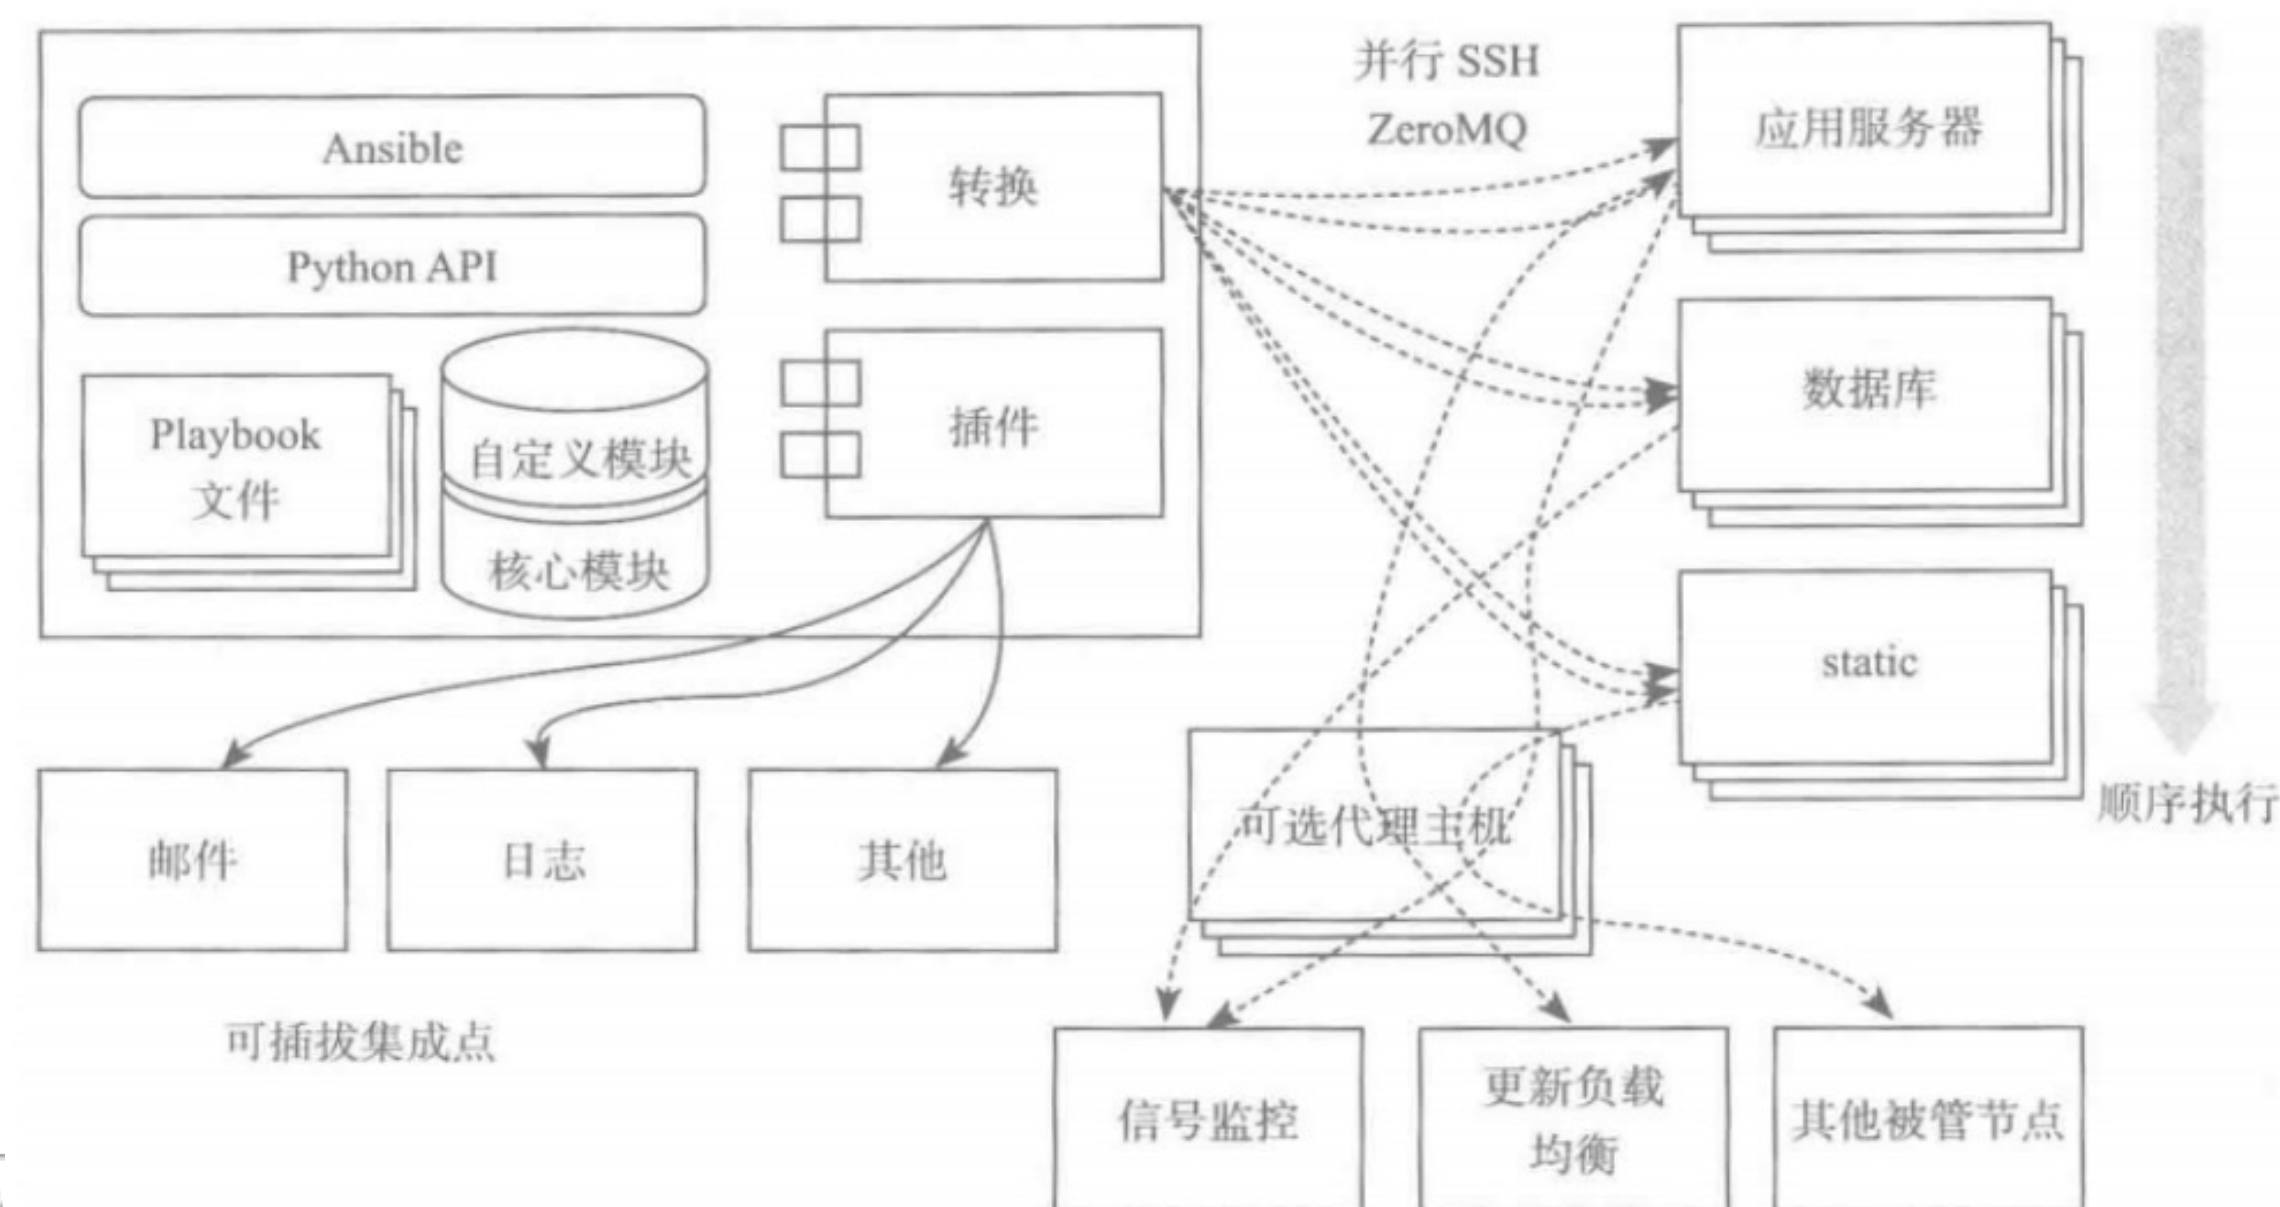 Ansible
Python API
Playbook
文件
自定义模块
核心模块
转换
插件
并行 SSH
ZeroMQ
应用服务器
数据库
static
顺序执行
邮件
日志
其他
可插拔集成点
可选代理主机
信号监控
更新负载
均衡
其他被管节点